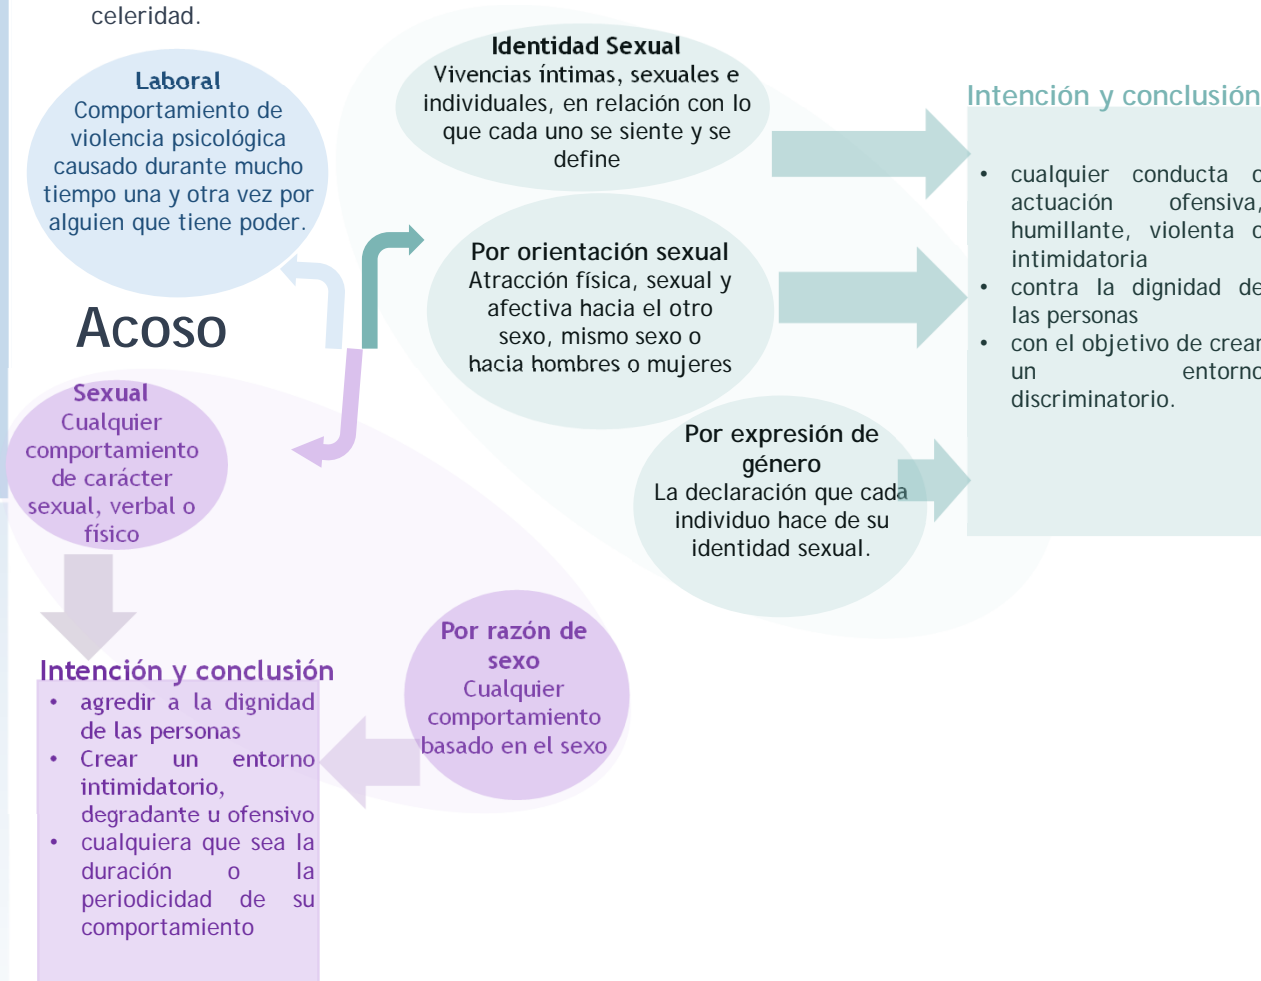 celeridad.
Laboral
Comportamiento de
violencia psicológica
causado durante mucho
tiempo una y otra vez por
alguien que tiene poder.
Identidad Sexual
Vivencias íntimas, sexuales e
individuales, en relación con lo
que cada uno se siente y se
define
Por orientación sexual
Atracción física, sexual y
afectiva hacia el otro
sexo, mismo sexo o
hacia hombres o mujeres
Por expresión de
género
La declaración que cada
individuo hace de su
identidad sexual.
Intención y conclusión
• cualquier conducta o
actuación ofensiva,
humillante, violenta o
intimidatoria
• contra la dignidad de
las personas
• con el objetivo de crear
un entorno
discriminatorio.
Acoso
Sexual
Cualquier
comportamiento
de carácter
sexual, verbal o
físico
Por razón de
sexo
Cualquier
comportamiento
basado en el sexo
Intención y conclusión
• agredir a la dignidad
de las personas
• Crear un entorno
intimidatorio,
degradante u ofensivo
• cualquiera que sea la
duración o la
periodicidad de su
comportamiento